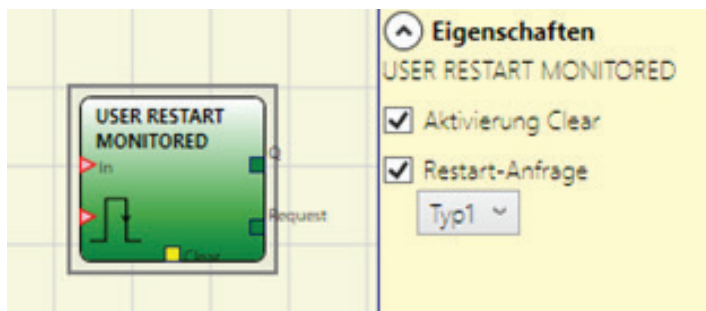 USER RESTART
MONITORED
In
Q
Request
Clear
Eigenschaften
USER RESTART MONITORED
Aktivierung Clear
Restart-Anfrage
Typ1